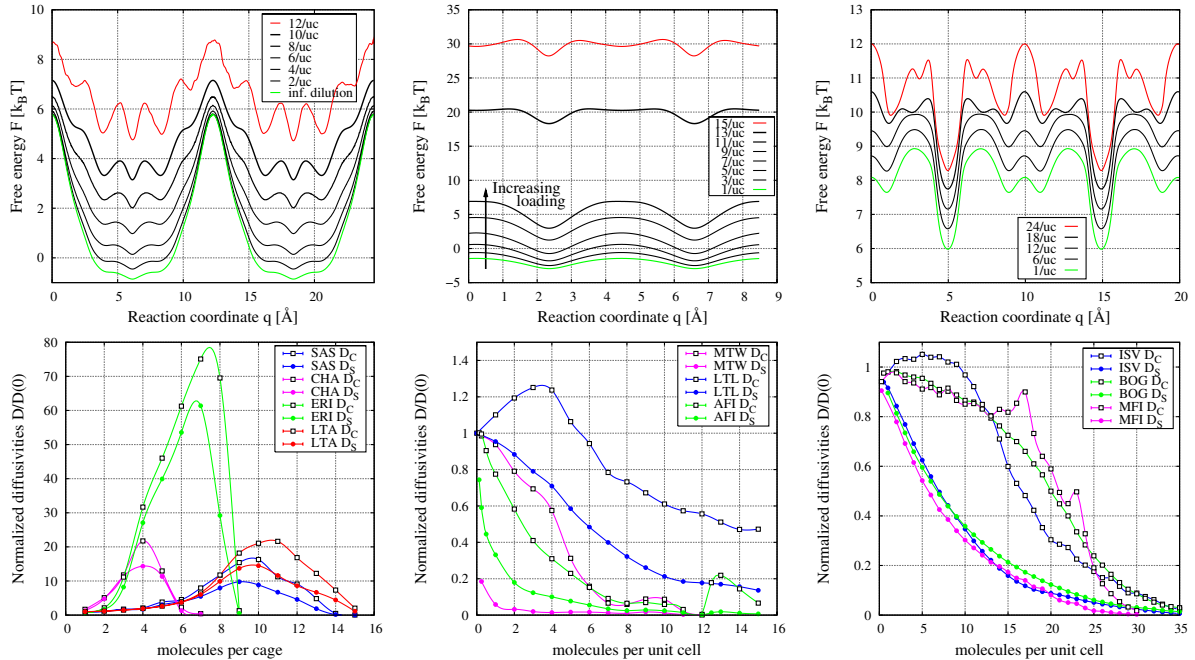 Free energy F [k_B T]
10
8
6
4
2
0
0
5
10
15
20
Reaction coordinate q [Å]
12/uc
10/uc
8/uc
6/uc
4/uc
2/uc
inf. dilution
Free energy F [k_B T]
35
30
25
20
15
10
5
0
−5
0
1
2
3
4
5
6
7
8
9
Reaction coordinate q [Å]
Increasing
loading
15/uc
13/uc
11/uc
9/uc
7/uc
5/uc
3/uc
1/uc
Free energy F [k_B T]
12
11
10
9
8
7
6
5
0
5
10
15
20
Reaction coordinate q [Å]
24/uc
18/uc
12/uc
6/uc
1/uc
Normalized diffusivities D/D(0)
80
70
60
50
40
30
20
10
0
0
2
4
6
8
10
12
14
16
molecules per cage
SAS D_C
SAS D_S
CHA D_C
CHA D_S
ERI D_C
ERI D_S
LTA D_C
LTA D_S
Normalized diffusivities D/D(0)
1.4
1.2
1
0.8
0.6
0.4
0.2
0
0
2
4
6
8
10
12
14
16
molecules per unit cell
MTW D_C
MTW D_S
LTL D_C
LTL D_S
AFI D_C
AFI D_S
Normalized diffusivities D/D(0)
1
0.8
0.6
0.4
0.2
0
0
5
10
15
20
25
30
35
molecules per unit cell
ISV D_C
ISV D_S
BOG D_C
BOG D_S
MFI D_C
MFI D_S